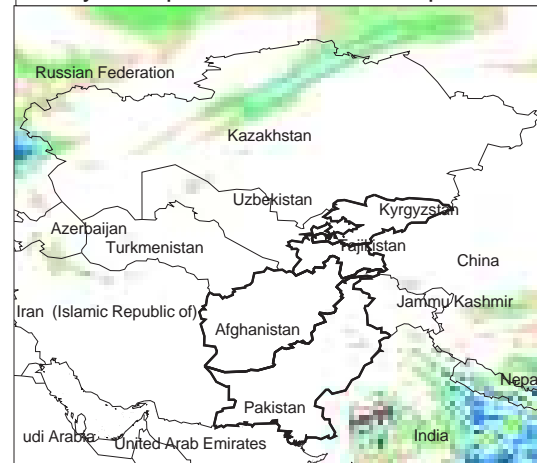 Russian Federation
Kazakhstan
Uzbekistan
Kyrgyzstan
Azerbaijan
Turkmenistan
Tajikistan
China
Jammu/Kashmir
Iran (Islamic Republic of)
Afghanistan
Nepa
Pakistan
udi Arabia
United Arab Emirates
India